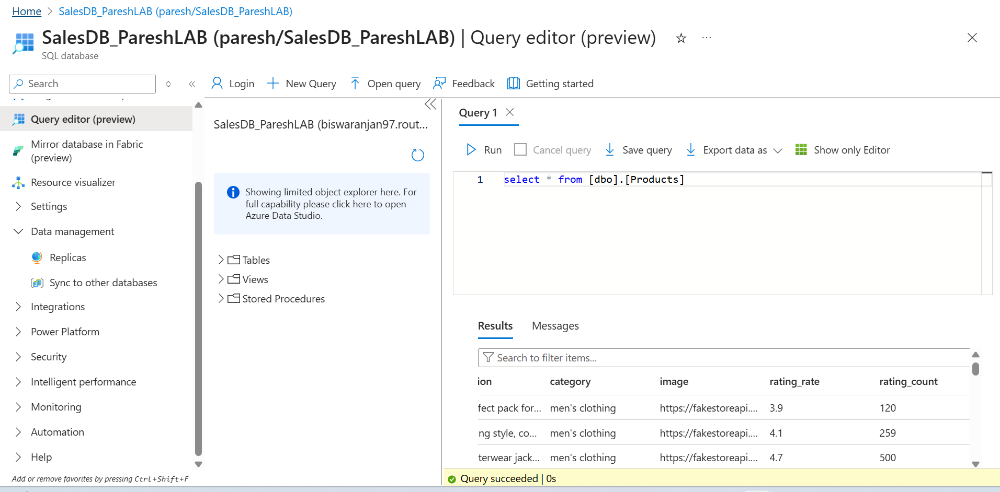 Home > SalesDB_PareshLAB (paresh/SalesDB_PareshLAB)
SalesDB_PareshLAB (paresh/SalesDB_PareshLAB) | Query editor (preview)
SQL database
Search
Login
New Query
Open query
Feedback
Getting started
Query editor (preview)
Mirror database in Fabric
(preview)
Resource visualizer
Settings
Data management
Replicas
Sync to other databases
Integrations
Power Platform
Security
Intelligent performance
Monitoring
Automation
Help
Add or remove favorites by pressing Ctrl+Shift+F
SalesDB_PareshLAB (biswaranjan97.rout...
Showing limited object explorer here. For
full capability please click here to open
Azure Data Studio.
Tables
Views
Stored Procedures
Query 1
Run
Cancel query
Save query
Export data as
Show only Editor
1 select * from [dbo].[Products]
Results Messages
Search to filter items...
ion category image rating_rate rating_count
fect pack for... men's clothing https://fakestoreapi.... 3.9 120
ng style, co... men's clothing https://fakestoreapi.... 4.1 259
terwear jack... men's clothing https://fakestoreapi.... 4.7 500
Query succeeded | 0s